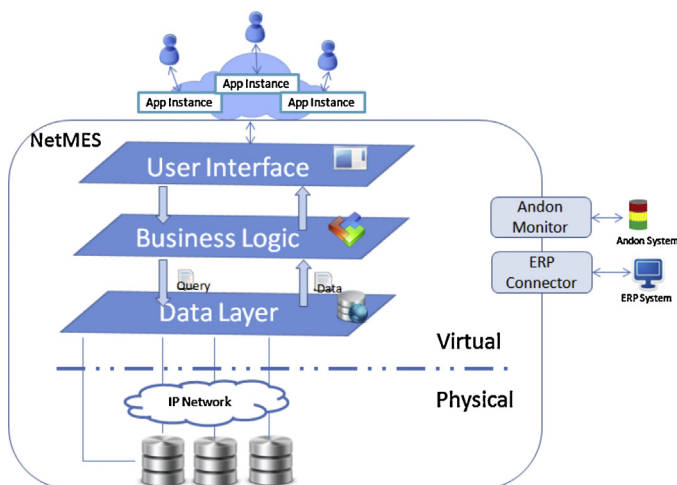 App Instance
App Instance
App Instance
NetMES
User Interface
Business Logic
Query
Data
Data Layer
Andon
Monitor
Andon System
ERP
Connector
ERP System
Virtual
Physical
IP Network